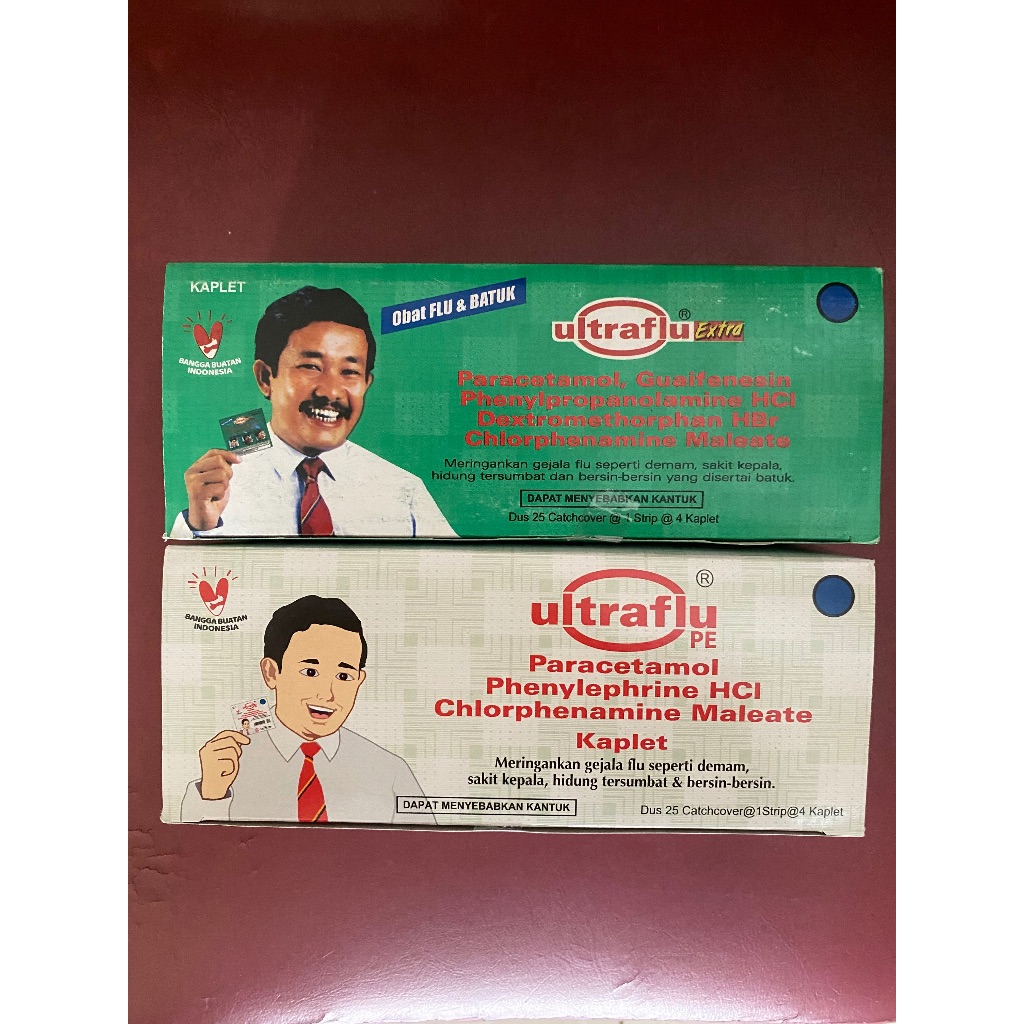 KAPLET
BANGGA BUATAN
INDONESIA
Obat FLU & BATUK
ultraflu® Extra
Paracetamol, Guaifenesin
Phenylpropanolamine HCl
Dextromethorphan HBr
Chlorphenamine Maleate
Meringankan gejala flu seperti demam, sakit kepala,
hidung tersumbat dan bersin-bersin yang disertai batuk.
DAPAT MENYEBABKAN KANTUK
Dus 25 Catchcover @ 1 Strip @ 4 Kaplet
BANGGA BUATAN
INDONESIA
ultraflu®
PE
Paracetamol
Phenylephrine HCl
Chlorphenamine Maleate
Kaplet
Meringankan gejala flu seperti demam,
sakit kepala, hidung tersumbat & bersin-bersin.
DAPAT MENYEBABKAN KANTUK
Dus 25 Catchcover@1Strip@4 Kaplet